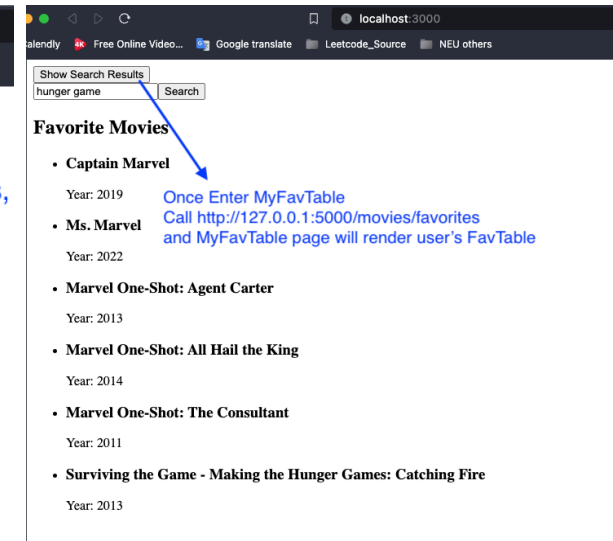 localhost:3000
alendly
4K
Free Online Video...
Google translate
Leetcode_Source
NEU others
Show Search Results
hunger game
Search
Favorite Movies
Captain Marvel
Year: 2019
Once Enter MyFavTable
Call http://127.0.0.1:5000/movies/favorites
and MyFavTable page will render user's FavTable
Ms. Marvel
Year: 2022
Marvel One-Shot: Agent Carter
Year: 2013
Marvel One-Shot: All Hail the King
Year: 2014
Marvel One-Shot: The Consultant
Year: 2011
Surviving the Game - Making the Hunger Games: Catching Fire
Year: 2013